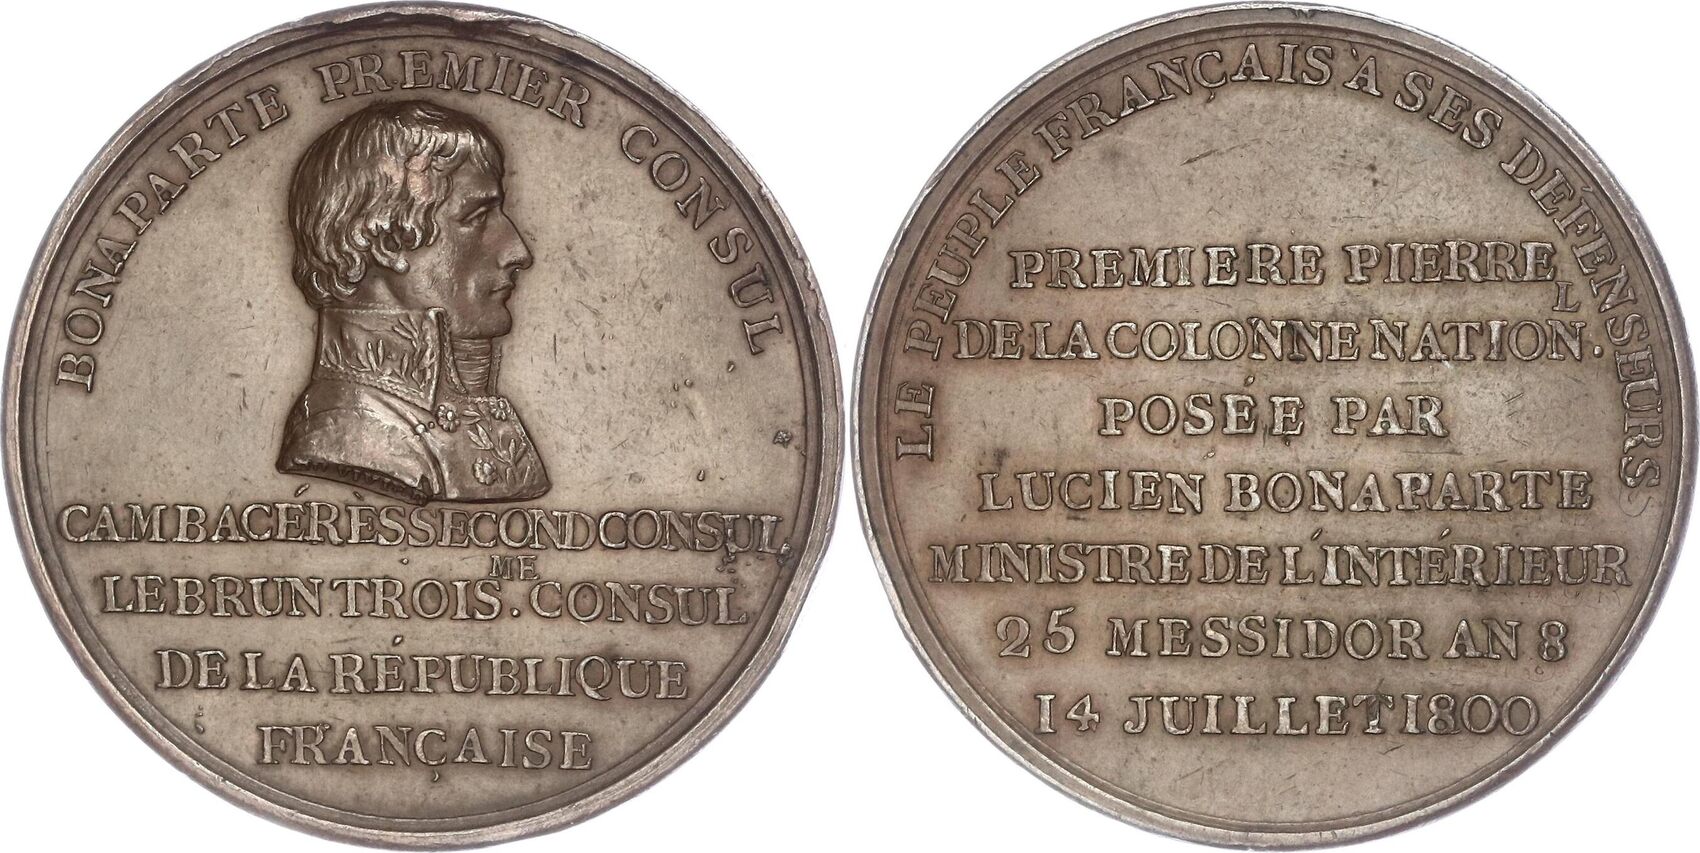 BONAPARTE PREMIER CONSUL
CAMBACÉRÈS SECOND CONSUL
LEBRUN TROIS.ME CONSUL
DE LA RÉPUBLIQUE
FRANÇAISE
LE PEUPLE FRANÇAIS À SES DÉFENSEURS
PREMIERE PIERRE
DE LA COLONNE NATION.L
POSÉE PAR
LUCIEN BONAPARTE
MINISTRE DE L'INTÉRIEUR
25 MESSIDOR AN 8
14 JUILLET 1800